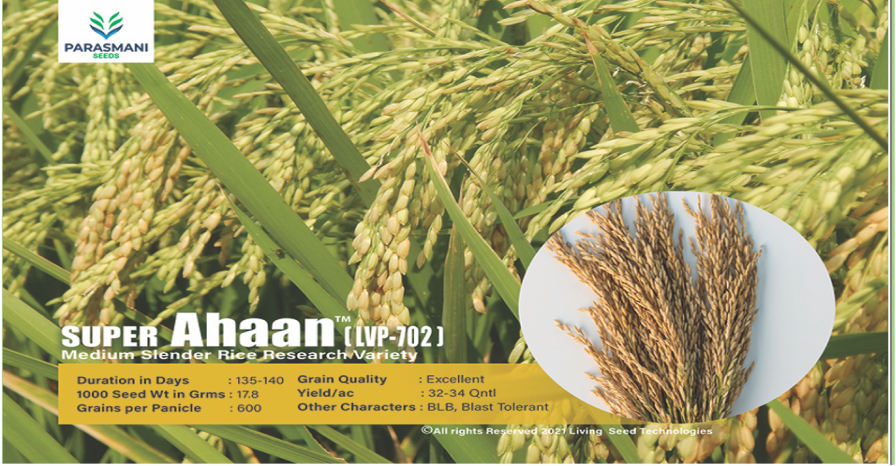 PARASMANI
SEEDS
SUPER Ahaan™ (LVP-702)
Medium Slender Rice Research Variety
Duration in Days : 135-140 Grain Quality : Excellent
1000 Seed Wt in Grms : 17.8 Yield/ac : 32-34 Qntl
Grains per Panicle : 600 Other Characters : BLB, Blast Tolerant
©All rights Reserved 2021 Living Seed Technologies